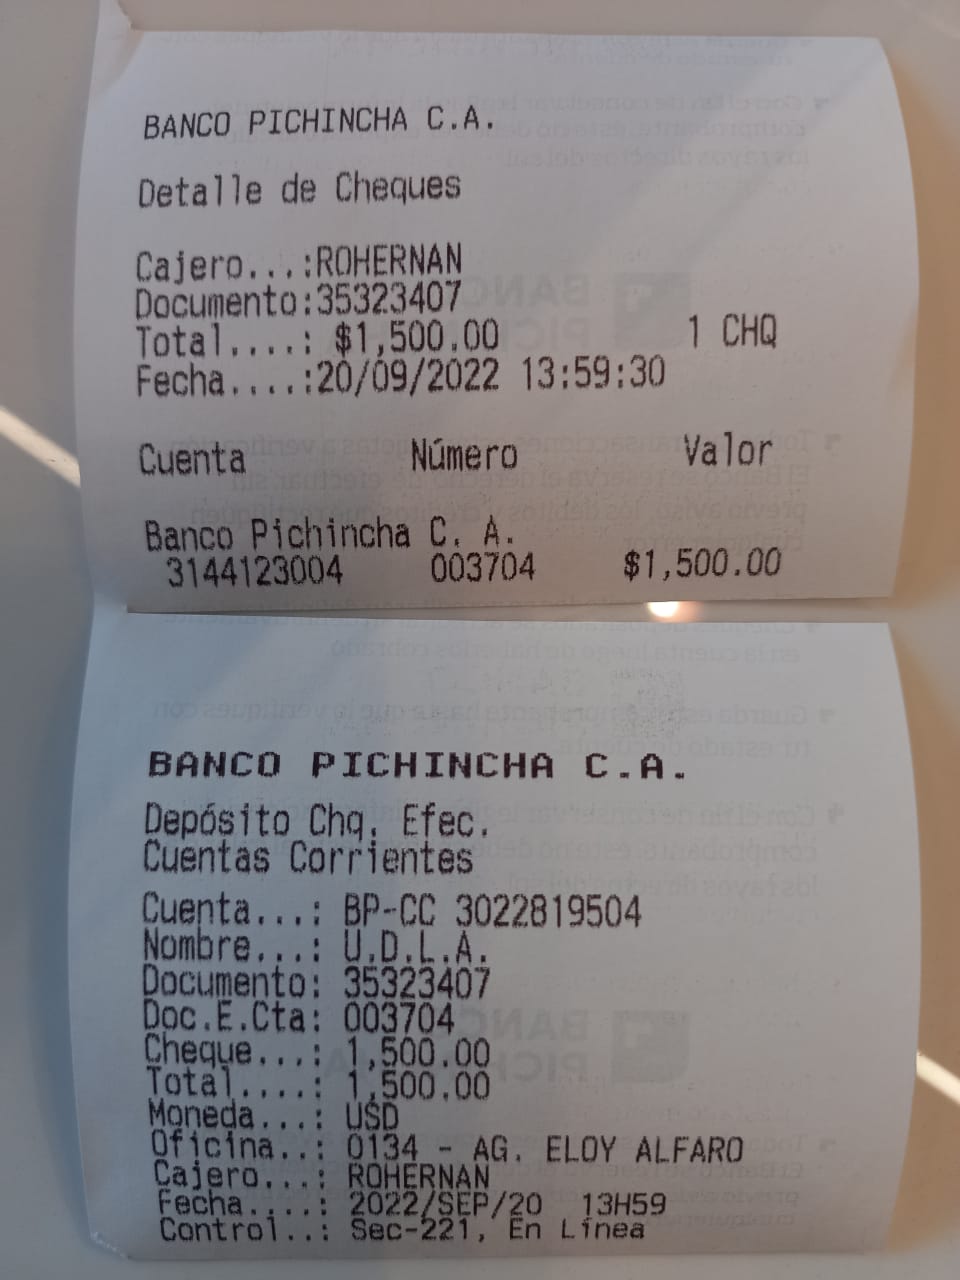 BANCO PICHINCHA C.A.
Detalle de Cheques
Cajero...:ROHERNAN
Documento:35323407
Total....: $1,500.00 1 CHQ
Fecha....:20/09/2022 13:59:30
Cuenta Número Valor
Banco Pichincha C. A.
3144123004 003704 $1,500.00
BANCO PICHINCHA C.A.
Depósito Chq. Efec.
Cuentas Corrientes
Cuenta...: BP-CC 3022819504
Nombre...: U.D.L.A.
Documento: 35323407
Doc.E.Cta: 003704
Cheque...: 1,500.00
Total....: 1,500.00
Moneda...: USD
Oficina..: 0134 - AG. ELOY ALFARO
Cajero...: ROHERNAN
Fecha....: 2022/SEP/20 13H59
Control..: Sec-221, En Línea